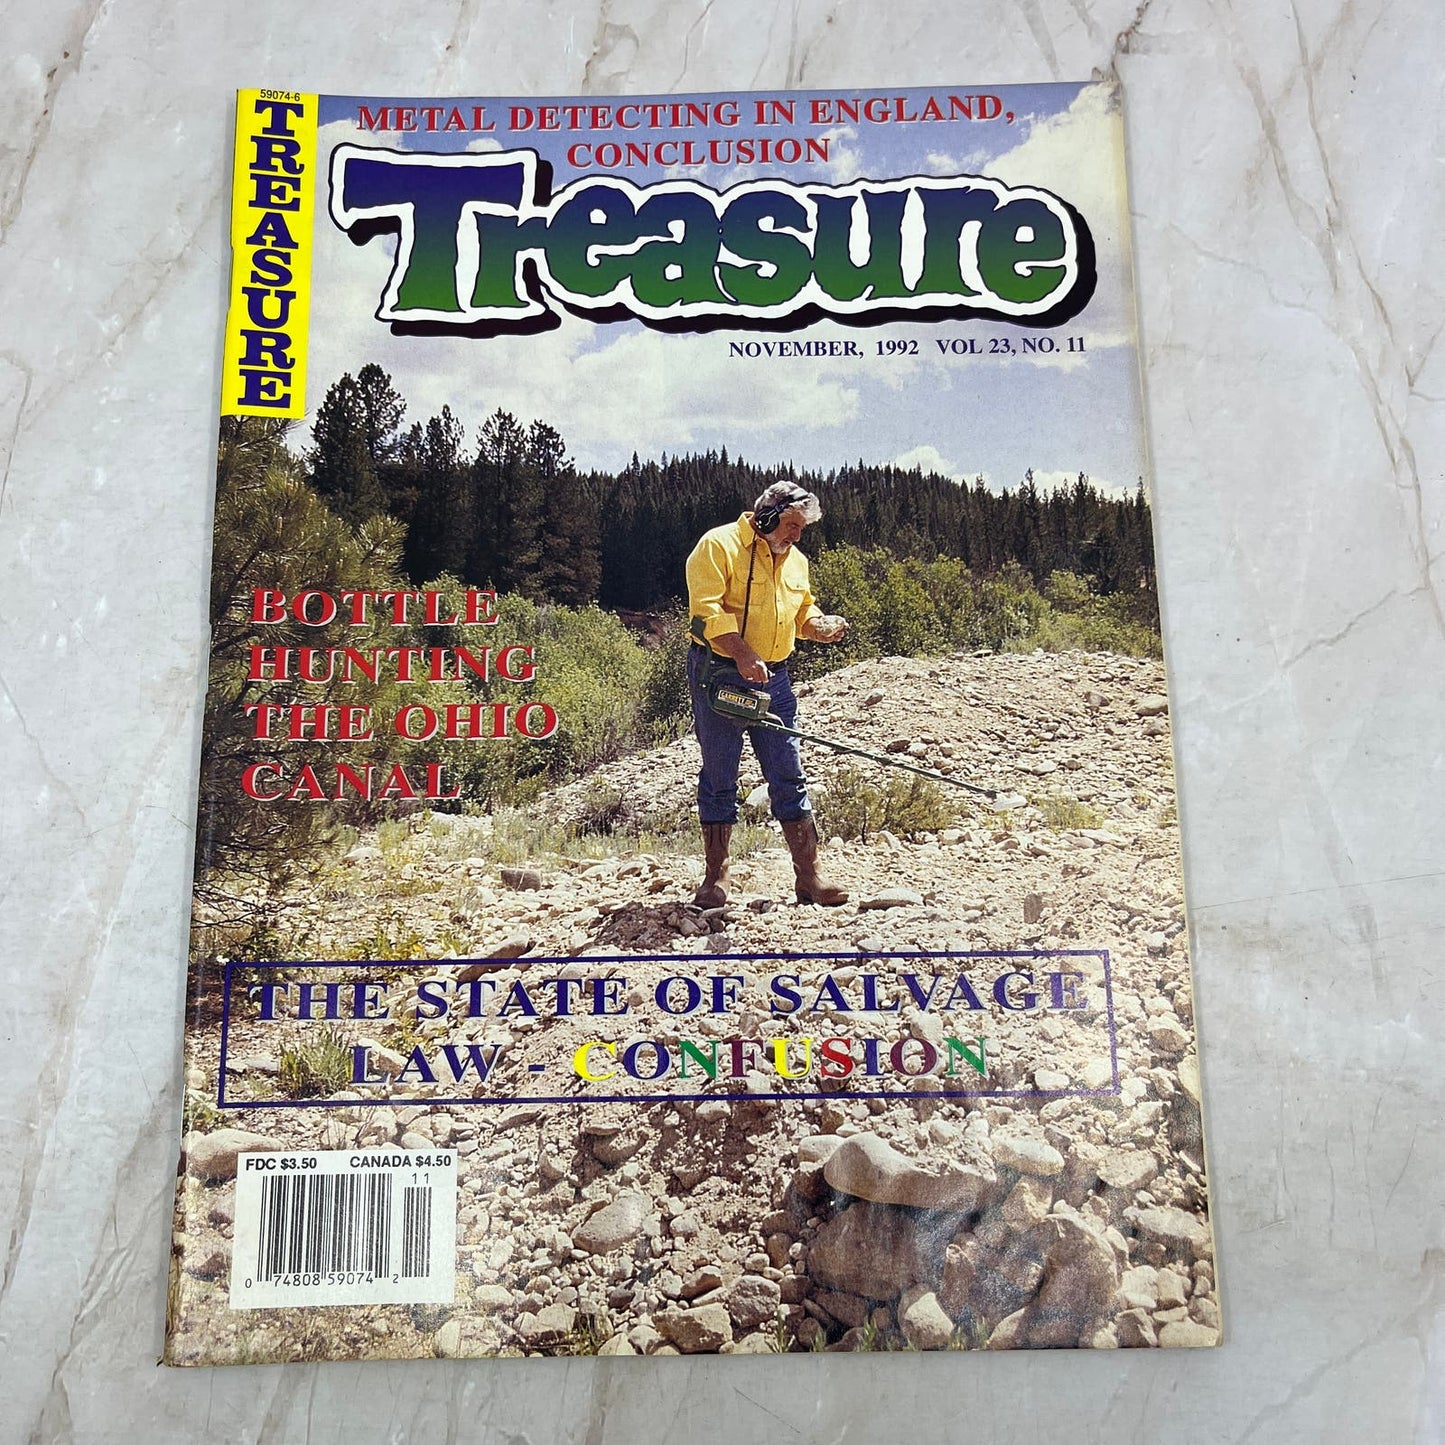 59074-6
TREASURE
METAL DETECTING IN ENGLAND,
CONCLUSION
Treasure
NOVEMBER, 1992 VOL 23, NO. 11
BOTTLE
HUNTING
THE OHIO
CANAL
GARRETT
THE STATE OF SALVAGE
LAW - CONFUSION
FDC $3.50 CANADA $4.50
11
0 74808 59074 2